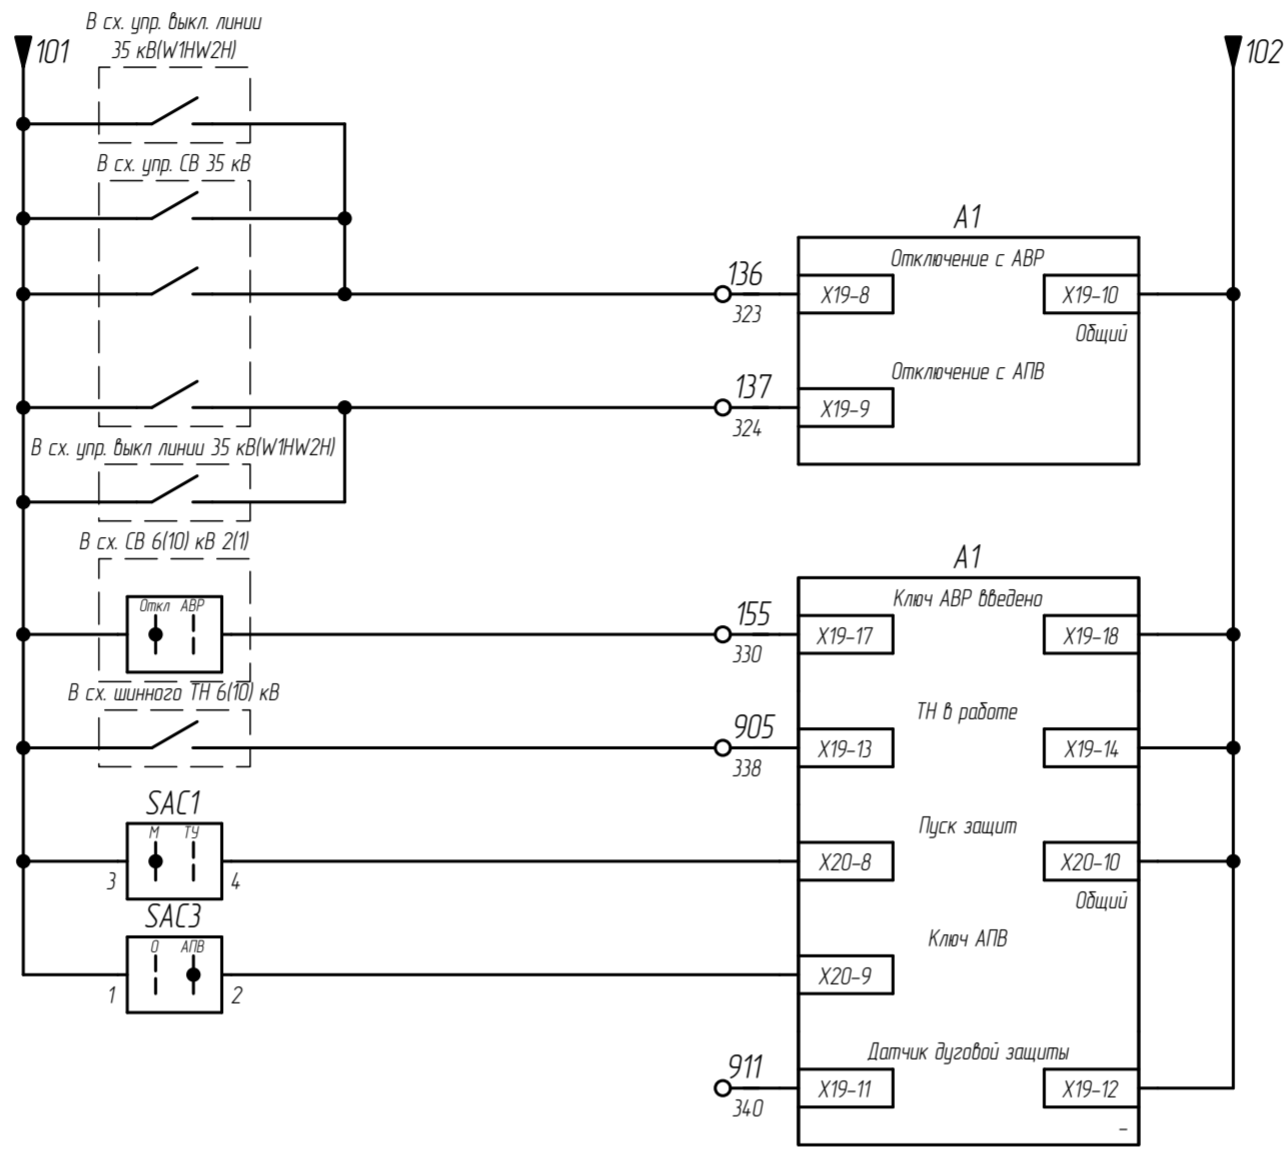 В сх. упр. выкл. линии
35 кВ(W1HW2H)
101
102
В сх. упр. СВ 35 кВ
А1
Отключение с АВР
136
X19-8
X19-10
323
Общий
Отключение с АПВ
137
X19-9
324
В сх. упр. выкл линии 35 кВ(W1HW2H)
В сх. СВ 6(10) кВ 2(1)
А1
Ключ АВР введено
Откл АВР
155
X19-17
X19-18
330
В сх. шинного ТН 6(10) кВ
ТН в работе
905
X19-13
X19-14
338
SAC1
М ТУ
Пуск защит
3
4
X20-8
X20-10
Общий
SAC3
О АПВ
Ключ АПВ
1
2
X20-9
Датчик дуговой защиты
911
X19-11
X19-12
340
–